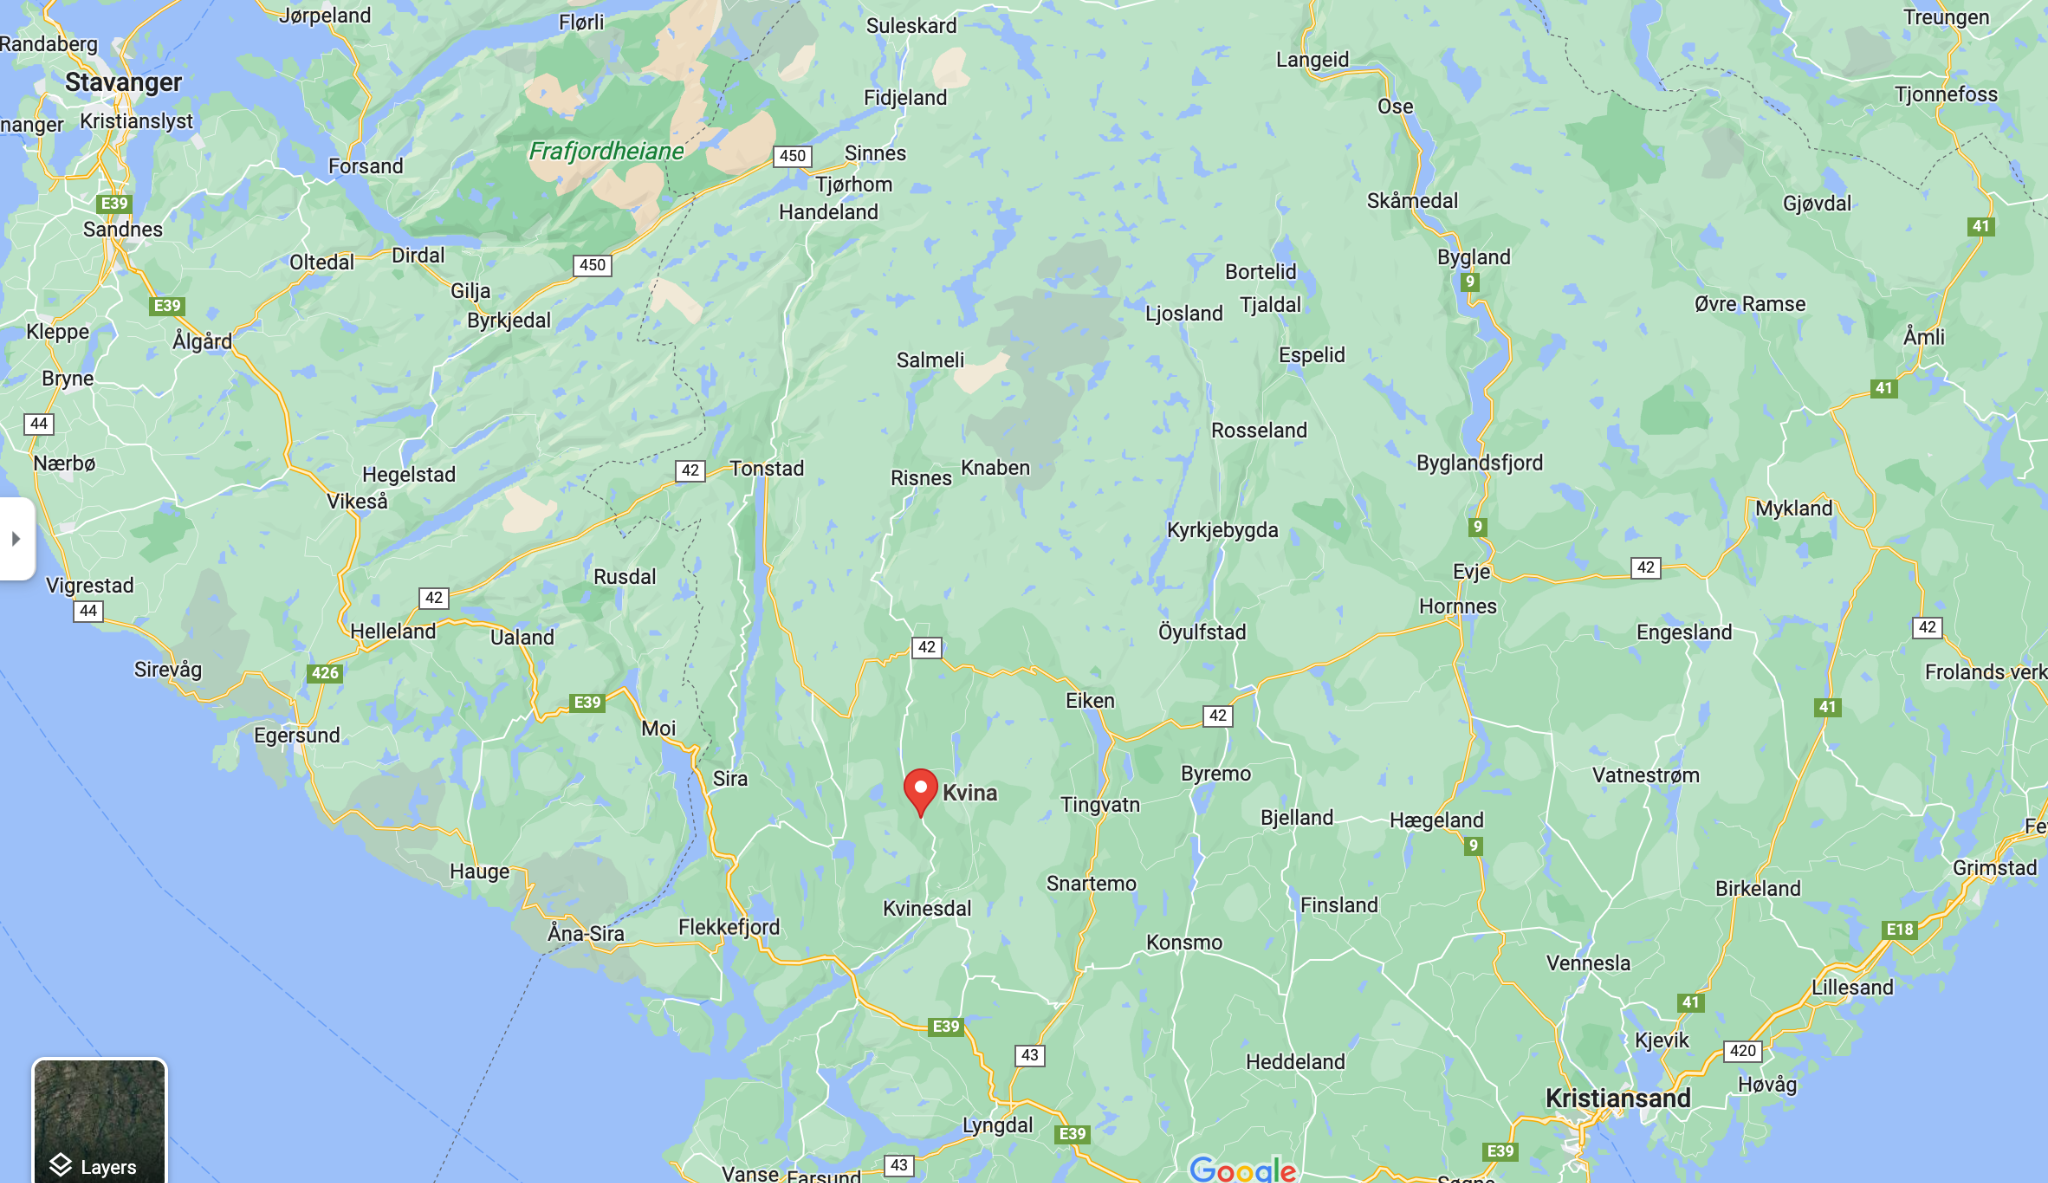 Jørpeland
Flørli
Suleskard
Treungen
Randaberg
Langeid
Stavanger
Fidjeland
Ose
Tjonnefoss
Kristianslyst
nanger
Frafjordheiane
450
Sinnes
Forsand
Tjørhom
E39
Handeland
Skåmedal
Gjøvdal
41
Sandnes
Dirdal
Oltedal
450
Bygland
Bortelid
9
Gilja
E39
Byrkjedal
Ljosland
Tjaldal
Øvre Ramse
Kleppe
Ålgård
Åmli
Espelid
Salmeli
Bryne
41
44
Rosseland
Nærbø
Hegelstad
42
Tonstad
Risnes
Knaben
Byglandsfjord
Vikeså
Mykland
Kyrkjebygda
9
Vigrestad
44
42
Rusdal
Evje
42
Hornnes
Helleland
Ualand
42
Öyulfstad
Engesland
42
Sirevåg
426
Frolands verk
E39
Eiken
42
41
Egersund
Moi
Sira
Kvina
Byremo
Vatnestrøm
Tingvatn
Bjelland
Hægeland
9
Hauge
Snartemo
Birkeland
Grimstad
Kvinesdal
Finsland
Åna-Sira
Flekkefjord
Konsmo
E18
Vennesla
Lillesand
41
E39
43
Heddeland
Kjevik
420
Høvåg
Kristiansand
Lyngdal
E39
E39
43
Layers
Vanse
Farsund
Google